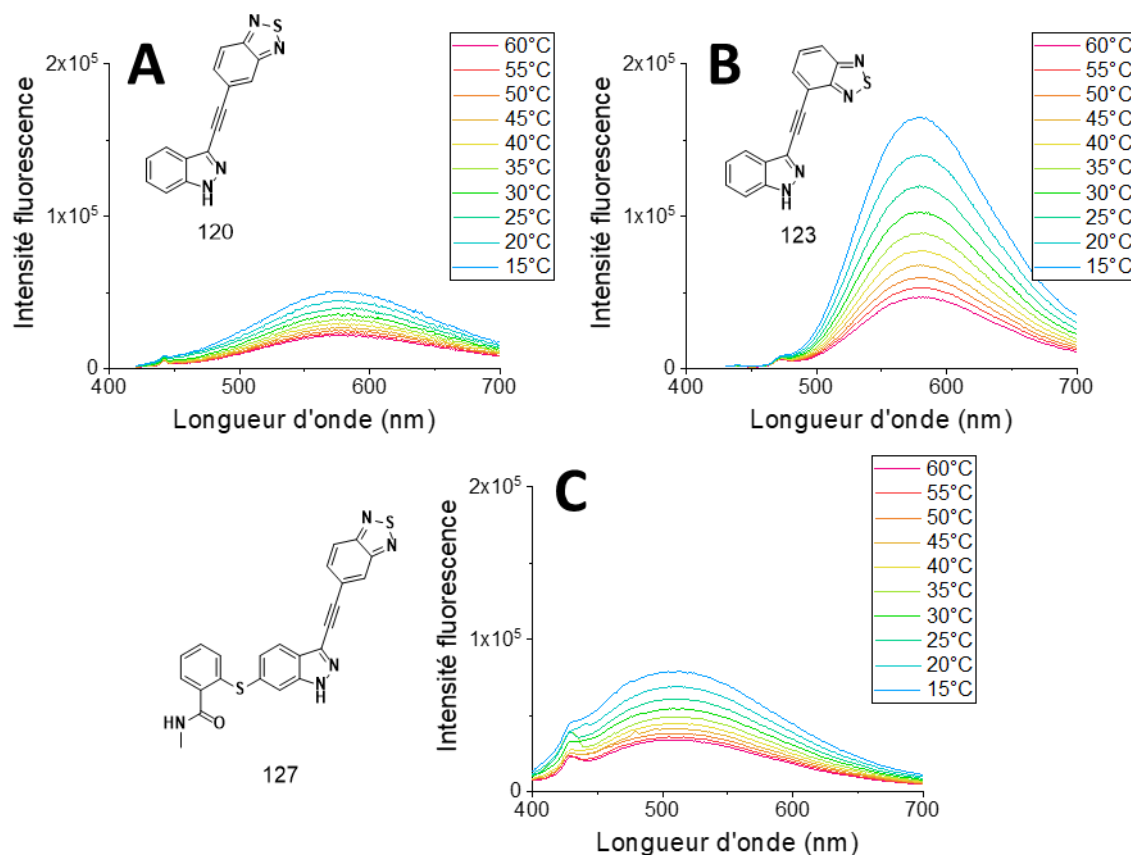 A
Intensité fluorescence
2x10⁵
1x10⁵
0
400
500
600
700
Longueur d'onde (nm)
N
S
N
N
N
H
120
60°C
55°C
50°C
45°C
40°C
35°C
30°C
25°C
20°C
15°C
B
Intensité fluorescence
2x10⁵
1x10⁵
0
400
500
600
700
Longueur d'onde (nm)
N
S
N
N
N
H
123
60°C
55°C
50°C
45°C
40°C
35°C
30°C
25°C
20°C
15°C
N
S
N
S
N
N
H
HN
O
127
C
Intensité fluorescence
2x10⁵
1x10⁵
0
400
500
600
700
Longueur d'onde (nm)
60°C
55°C
50°C
45°C
40°C
35°C
30°C
25°C
20°C
15°C